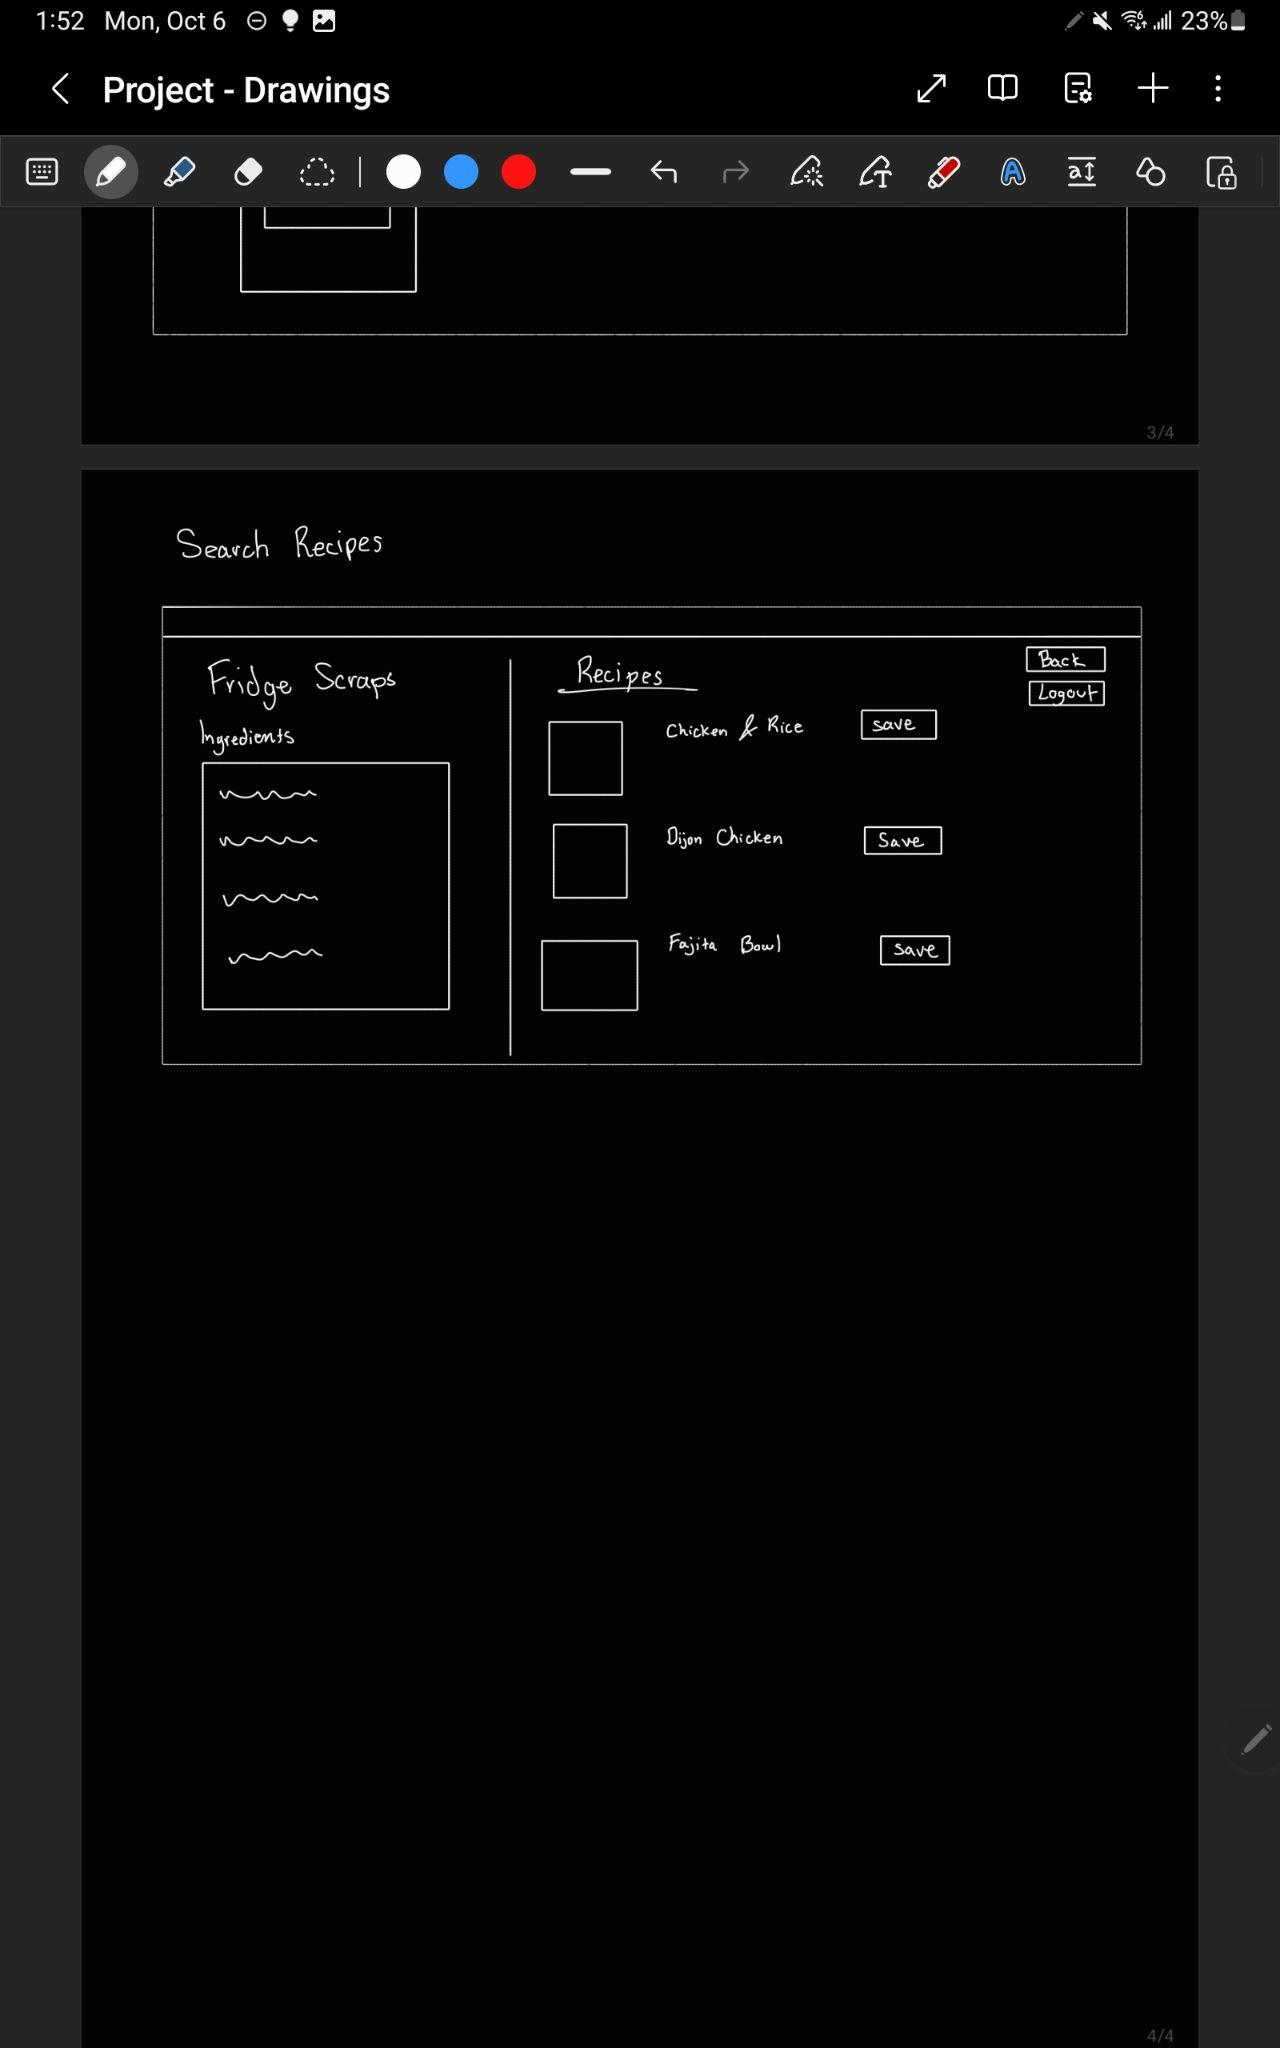 1:52 Mon, Oct 6 23%
Project - Drawings
3/4
Search Recipes
Fridge Scraps
Ingredients
Recipes
Back
Logout
Chicken & Rice save
Dijon Chicken Save
Fajita Bowl save
4/4